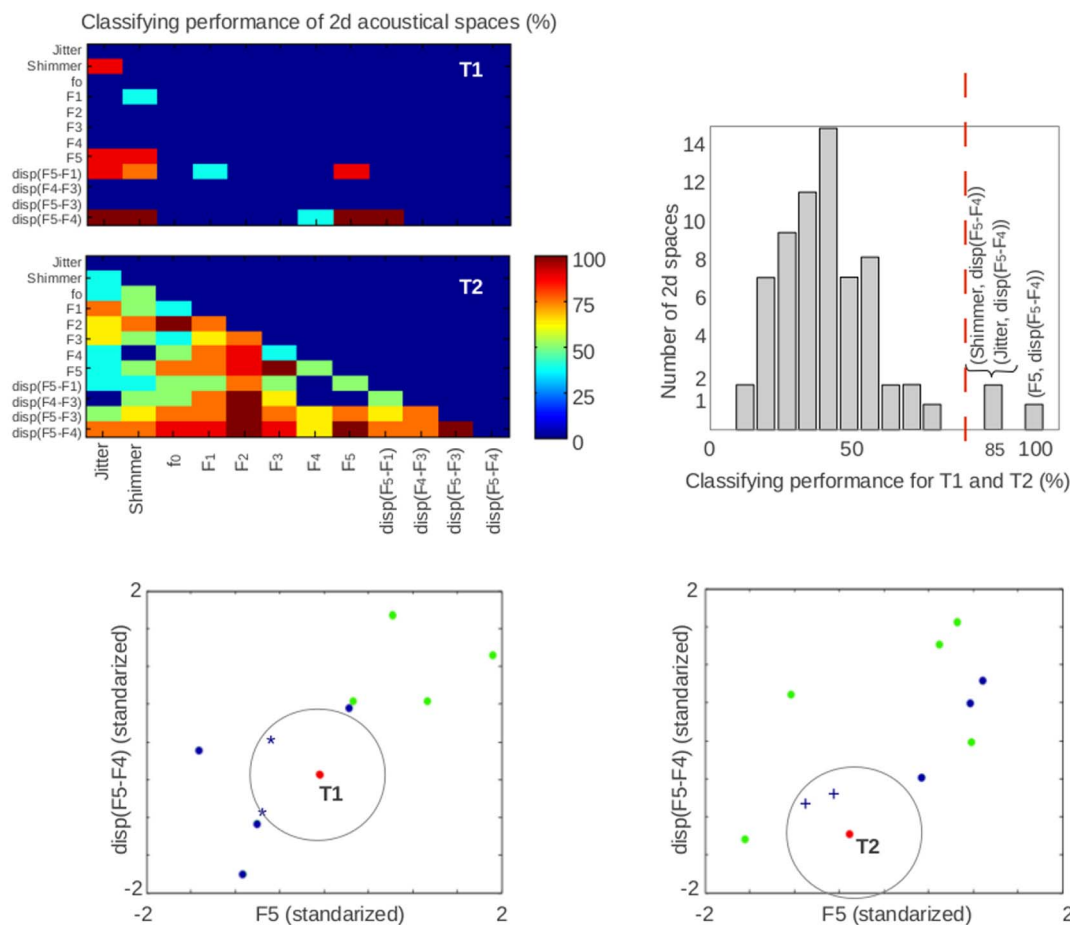 Classifying performance of 2d acoustical spaces (%)
Jitter
Shimmer
fo
F1
F2
F3
F4
F5
disp(F5-F1)
disp(F4-F3)
disp(F5-F3)
disp(F5-F4)
T1
Jitter
Shimmer
fo
F1
F2
F3
F4
F5
disp(F5-F1)
disp(F4-F3)
disp(F5-F3)
disp(F5-F4)
T2
100
75
50
25
0
Jitter
Shimmer
f0
F1
F2
F3
F4
F5
disp(F5-F1)
disp(F4-F3)
disp(F5-F3)
disp(F5-F4)
Number of 2d spaces
14
12
10
8
6
4
2
1
(Shimmer, disp(F5-F4))
(Jitter, disp(F5-F4))
(F5, disp(F5-F4))
0
50
85
100
Classifying performance for T1 and T2 (%)
disp(F5-F4) (standarized)
2
-2
T1
-2
F5 (standarized)
2
disp(F5-F4) (standarized)
2
-2
T2
-2
F5 (standarized)
2